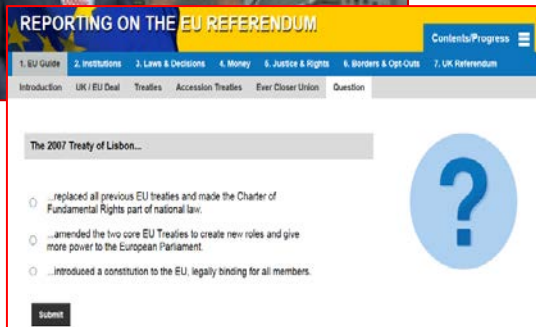 REPORTING ON THE EU REFERENDUM
Contents/Progress
1. EU Guide 2. Institutions 3. Laws & Decisions 4. Money 5. Justice & Rights 6. Borders & Opt-Outs 7. UK Referendum
Introduction UK / EU Deal Treaties Accession Treaties Ever Closer Union Question
The 2007 Treaty of Lisbon...
...replaced all previous EU treaties and made the Charter of
Fundamental Rights part of national law.
...amended the two core EU Treaties to create new roles and give
more power to the European Parliament.
...introduced a constitution to the EU, legally binding for all members.
?
Submit